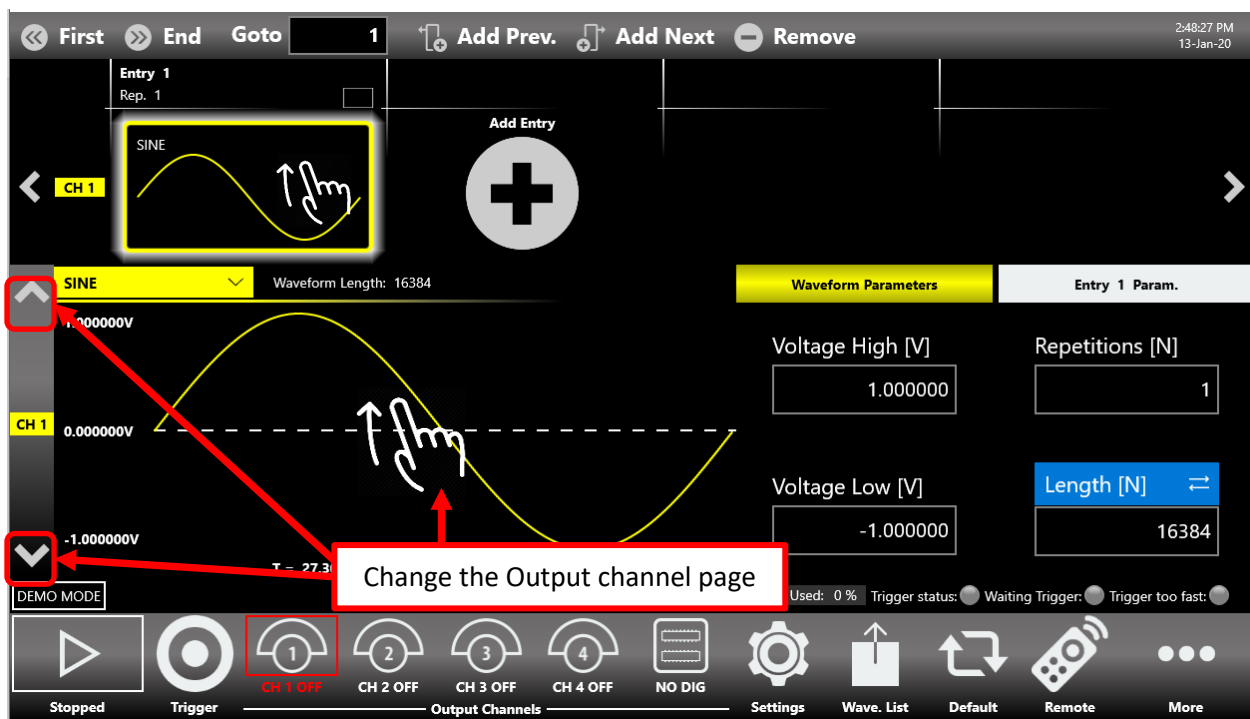 First End Goto 1 Add Prev. Add Next Remove
2:48:27 PM
13-Jan-20
Entry 1
Rep. 1
SINE
Add Entry
CH 1
SINE
Waveform Length: 16384
Waveform Parameters
Entry 1 Param.
1.000000V
Voltage High [V]
Repetitions [N]
1.000000
1
CH 1
0.000000V
Voltage Low [V]
Length [N]
-1.000000
16384
-1.000000V
Change the Output channel page
DEMO MODE
Used: 0 % Trigger status: Waiting Trigger: Trigger too fast:
1 2 3 4
CH 1 OFF CH 2 OFF CH 3 OFF CH 4 OFF NO DIG
Stopped Trigger Output Channels Settings Wave. List Default Remote More